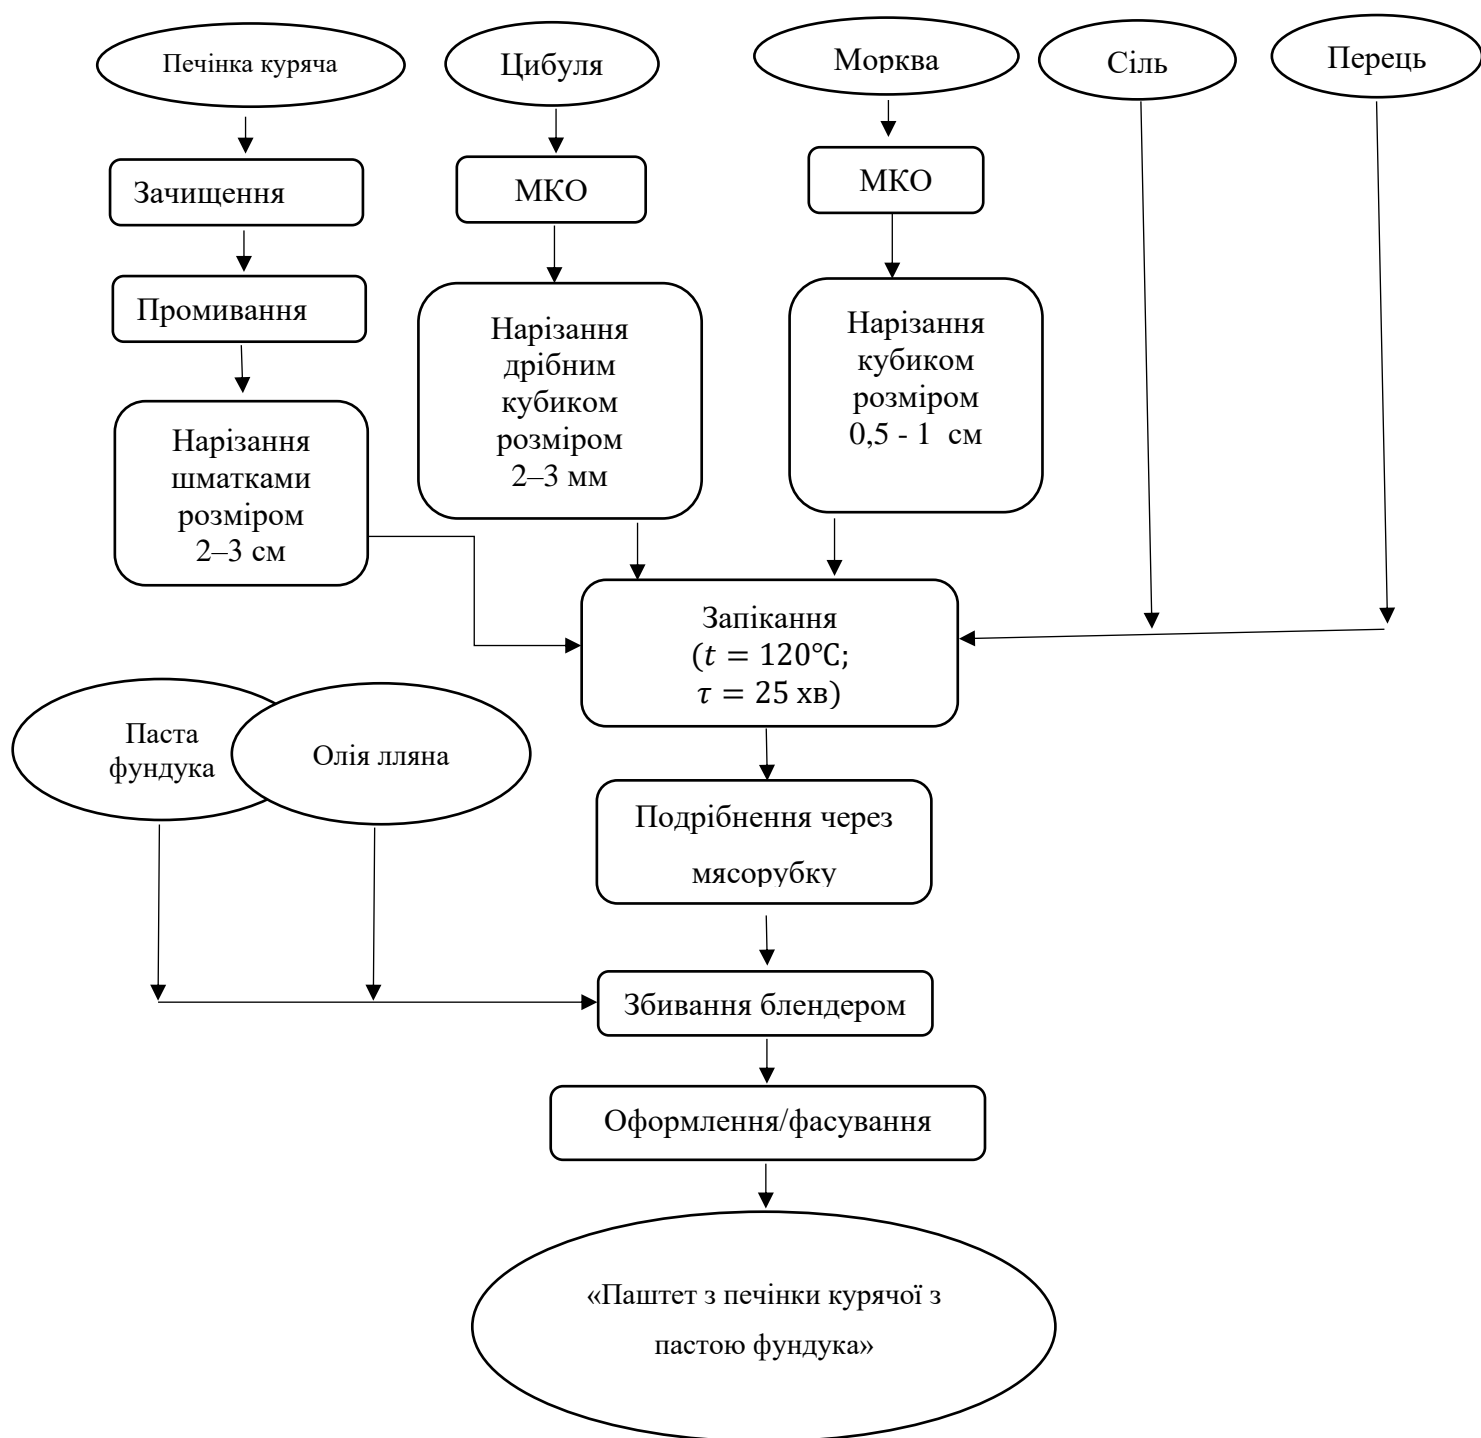 Печінка куряча
Цибуля
Морква
Сіль
Перець
Зачищення
МКО
МКО
Промивання
Нарізання
дрібним
кубиком
розміром
2–3 мм
Нарізання
кубиком
розміром
0,5 - 1 см
Нарізання
шматками
розміром
2–3 см
Запікання
(t = 120℃;
τ = 25 хв)
Паста
фундука
Олія лляна
Подрібнення через
мясорубку
Збивання блендером
Оформлення/фасування
«Паштет з печінки курячої з
пастою фундука»